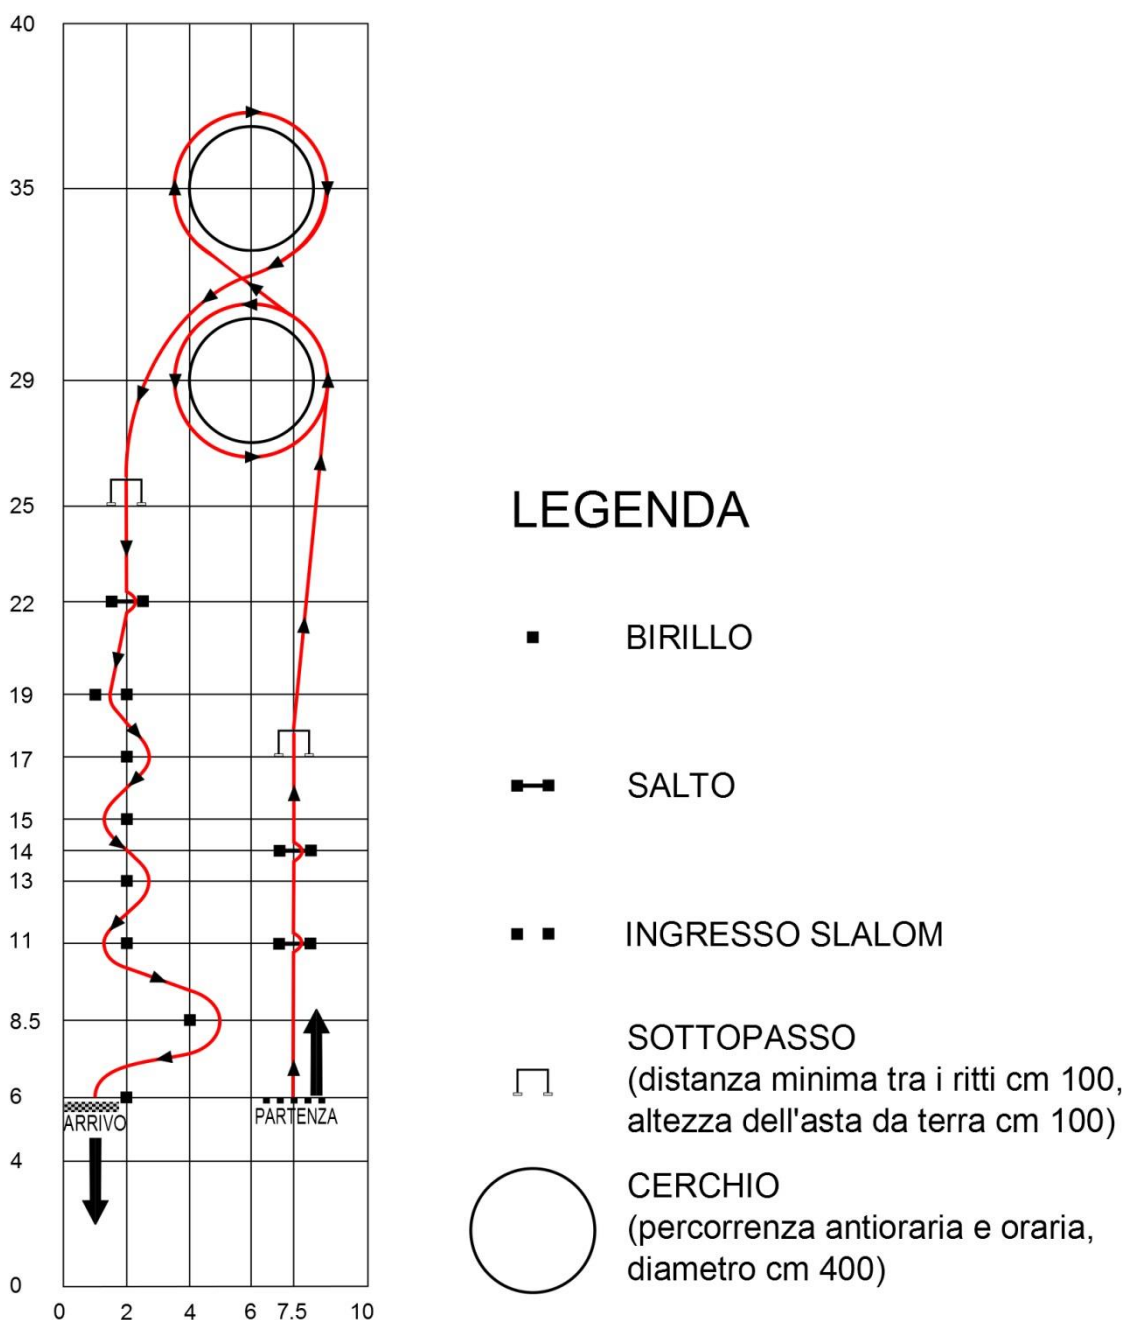 40
35
29
25
22
19
17
15
14
13
11
8.5
6
4
0
0 2 4 6 7.5 10
ARRIVO
PARTENZA
LEGENDA
BIRILLO
SALTO
INGRESSO SLALOM
SOTTOPASSO
(distanza minima tra i ritti cm 100,
altezza dell'asta da terra cm 100)
CERCHIO
(percorrenza antioraria e oraria,
diametro cm 400)